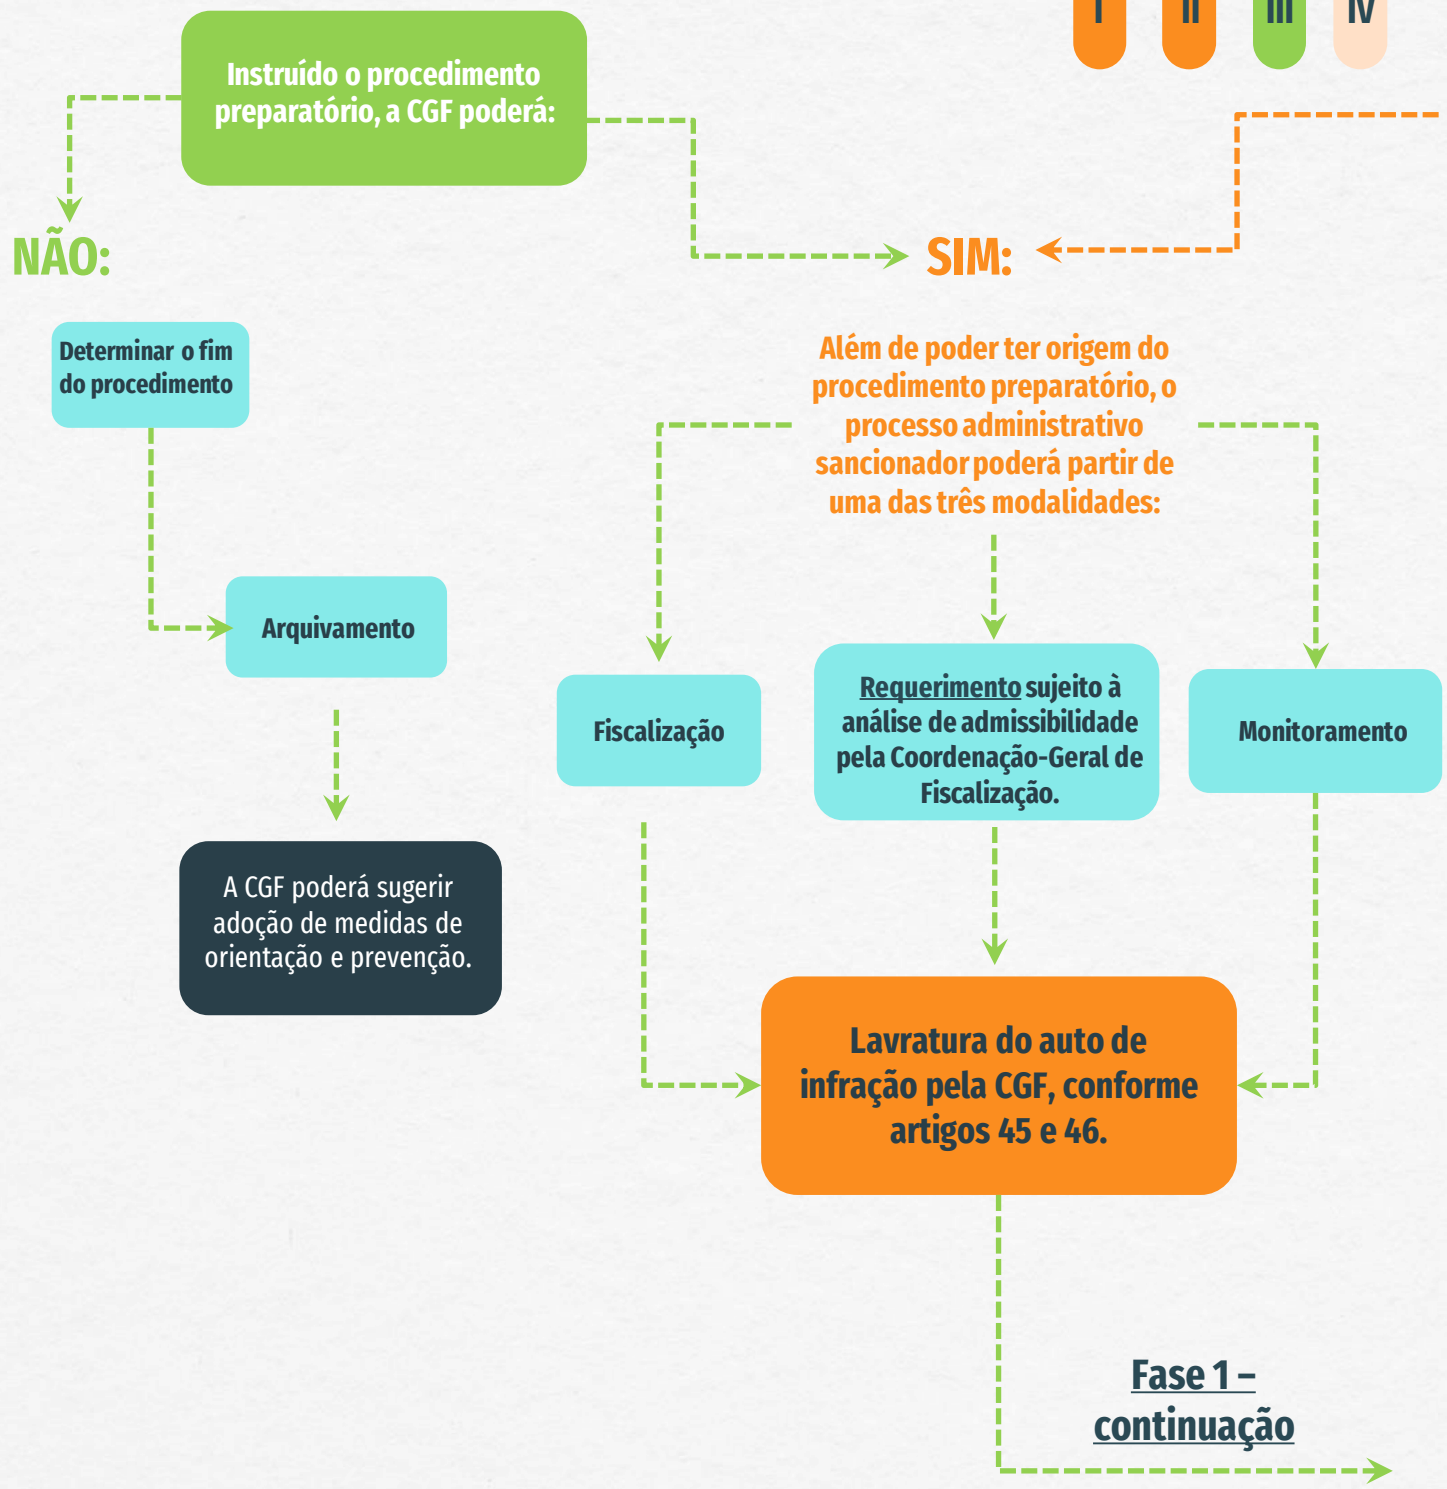 I II III IV
Instruído o procedimento
preparatório, a CGF poderá:
NÃO:
Determinar o fim
do procedimento
Arquivamento
A CGF poderá sugerir
adoção de medidas de
orientação e prevenção.
SIM:
Além de poder ter origem do
procedimento preparatório, o
processo administrativo
sancionador poderá partir de
uma das três modalidades:
Fiscalização
Requerimento sujeito à
análise de admissibilidade
pela Coordenação-Geral de
Fiscalização.
Monitoramento
Lavratura do auto de
infração pela CGF, conforme
artigos 45 e 46.
Fase 1 –
continuação